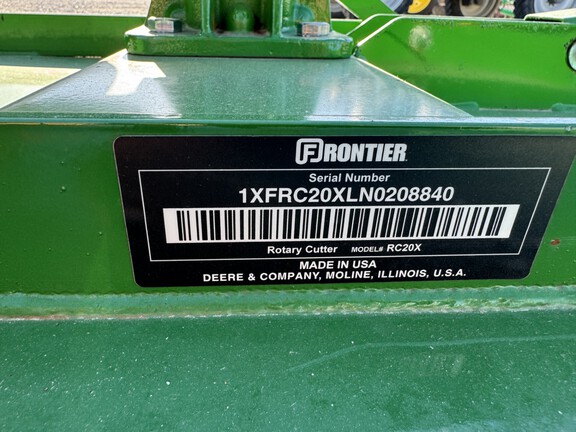 FRONTIER
Serial Number
1XFRC20XLN0208840
Rotary Cutter MODEL# RC20X
MADE IN USA
DEERE & COMPANY, MOLINE, ILLINOIS, U.S.A.